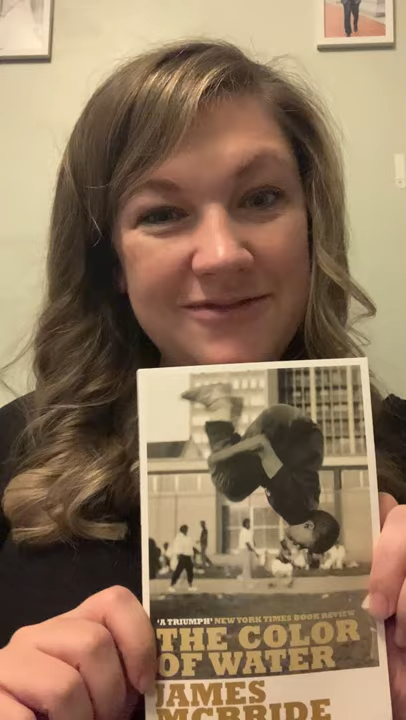 'A TRIUMPH' NEW YORK TIMES BOOK REVIEW
THE COLOR
OF WATER
JAMES
MCBRIDE